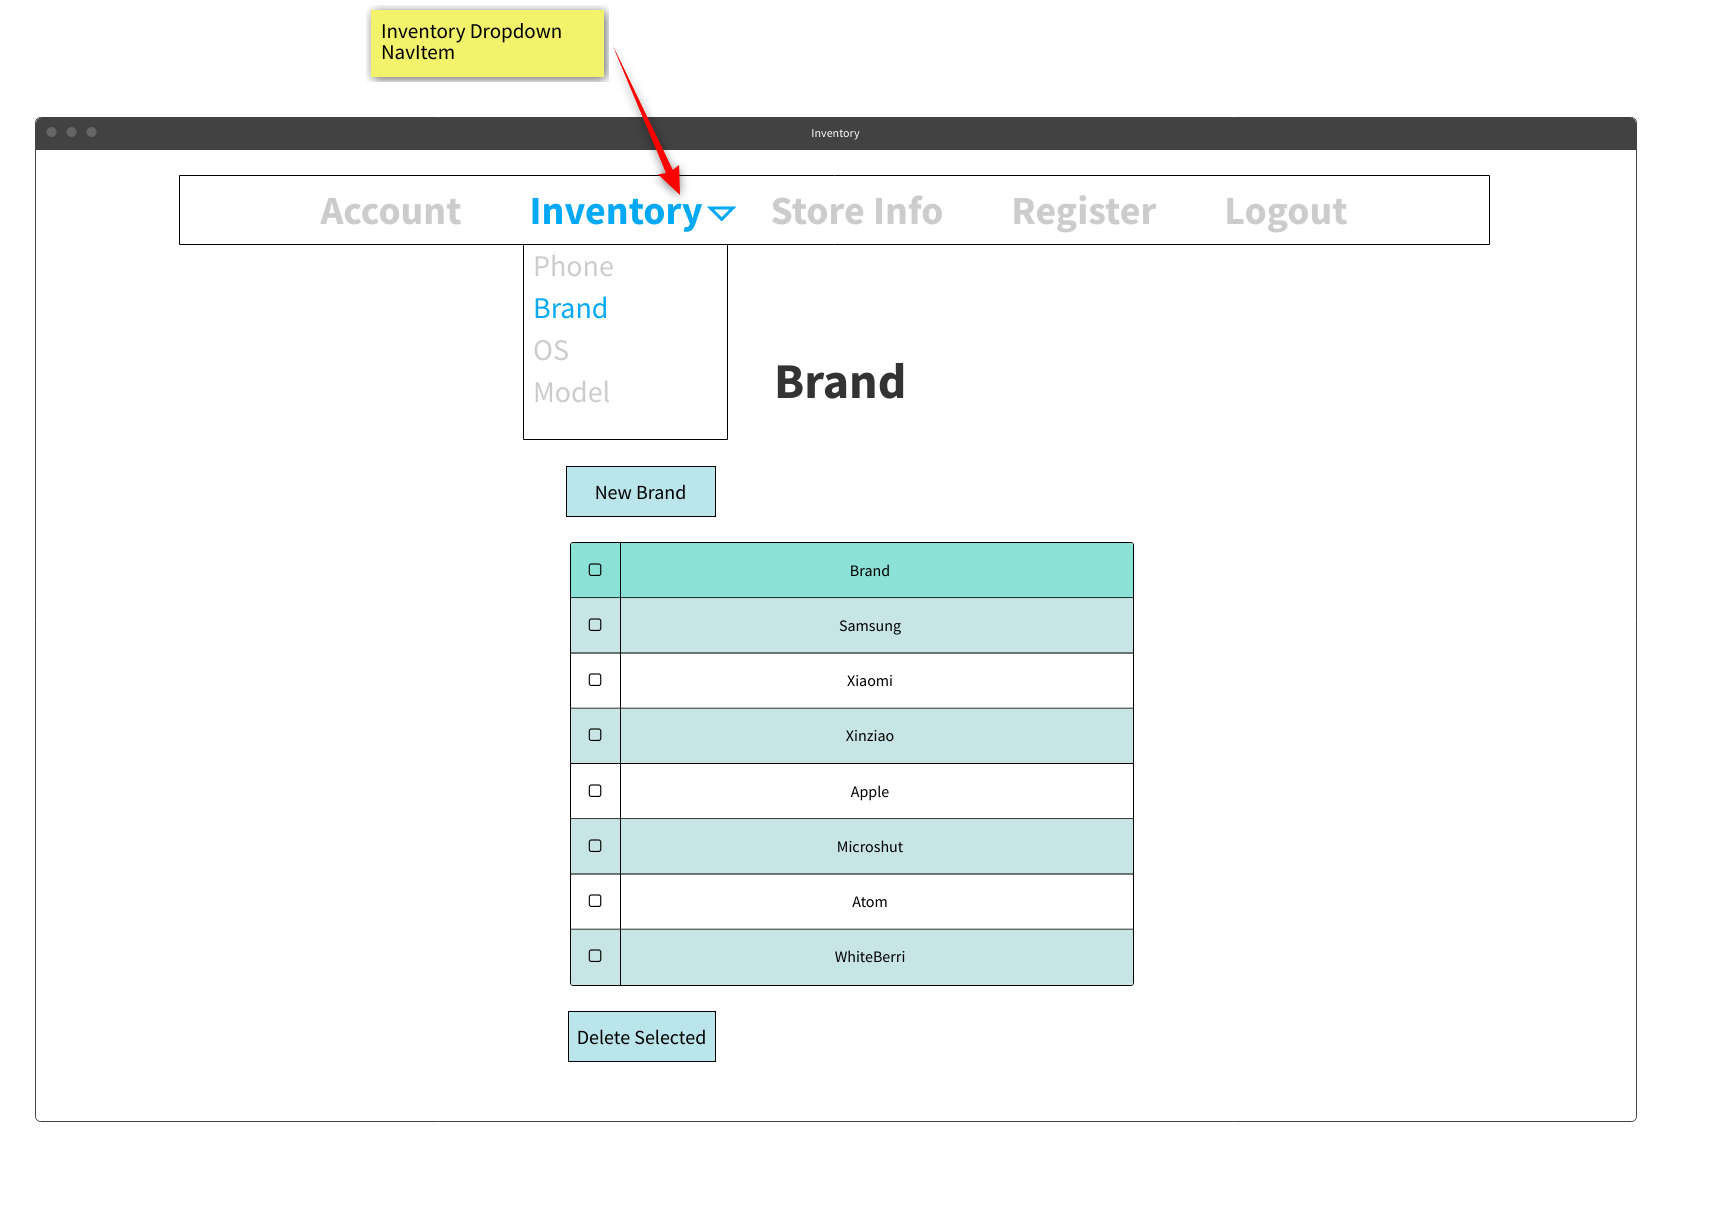 Inventory Dropdown
NavItem
Inventory
Account Inventory Store Info Register Logout
Phone
Brand
OS
Model
Brand
New Brand
Brand
Samsung
Xiaomi
Xinziao
Apple
Microshut
Atom
WhiteBerri
Delete Selected